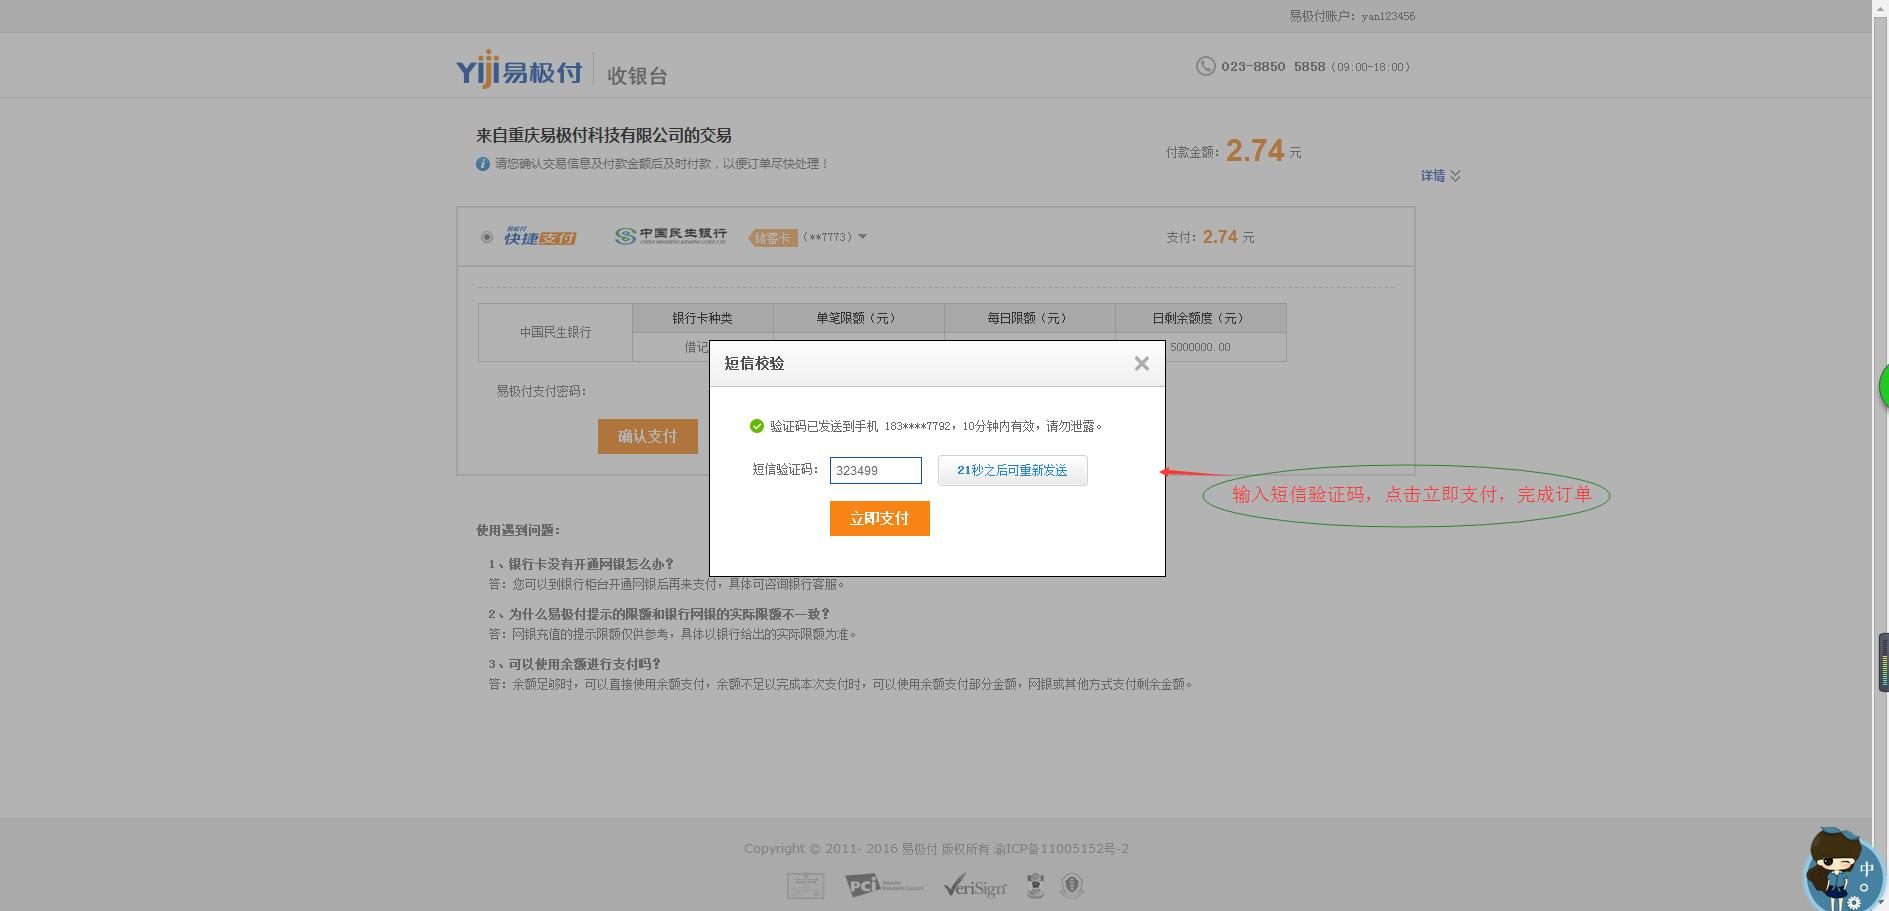 易极付账户：yan123456
Yiji易极付 收银台
023-8850 5858（09:00-18:00）
来自重庆易极付科技有限公司的交易
请您确认交易信息及付款金额后及时付款，以便订单尽快处理！
付款金额：2.74 元
详情
易极付 快捷支付 中国民生银行 CHINA MINSHENG BANKING CORP.,LTD. 储蓄卡 （**7773） 支付：2.74 元
中国民生银行 银行卡种类 单笔限额（元） 每日限额（元） 日剩余额度（元）
借记 5000000.00
易极付支付密码：
确认支付
短信校验
验证码已发送到手机 183****7792，10分钟内有效，请勿泄露。
短信验证码： 323499 21秒之后可重新发送
立即支付
输入短信验证码，点击立即支付，完成订单
使用遇到问题：
1、银行卡没有开通网银怎么办？
答：您可以到银行柜台开通网银后再来支付，具体可咨询银行客服。
2、为什么易极付提示的限额和银行网银的实际限额不一致？
答：网银充值的提示限额仅供参考，具体以银行给出的实际限额为准。
3、可以使用余额进行支付吗？
答：余额足够时，可以直接使用余额支付，余额不足以完成本次支付时，可以使用余额支付部分金额，网银或其他方式支付剩余金额。
Copyright © 2011- 2016 易极付 版权所有 渝ICP备11005152号-2
PCI Security Standards Council VeriSign
中